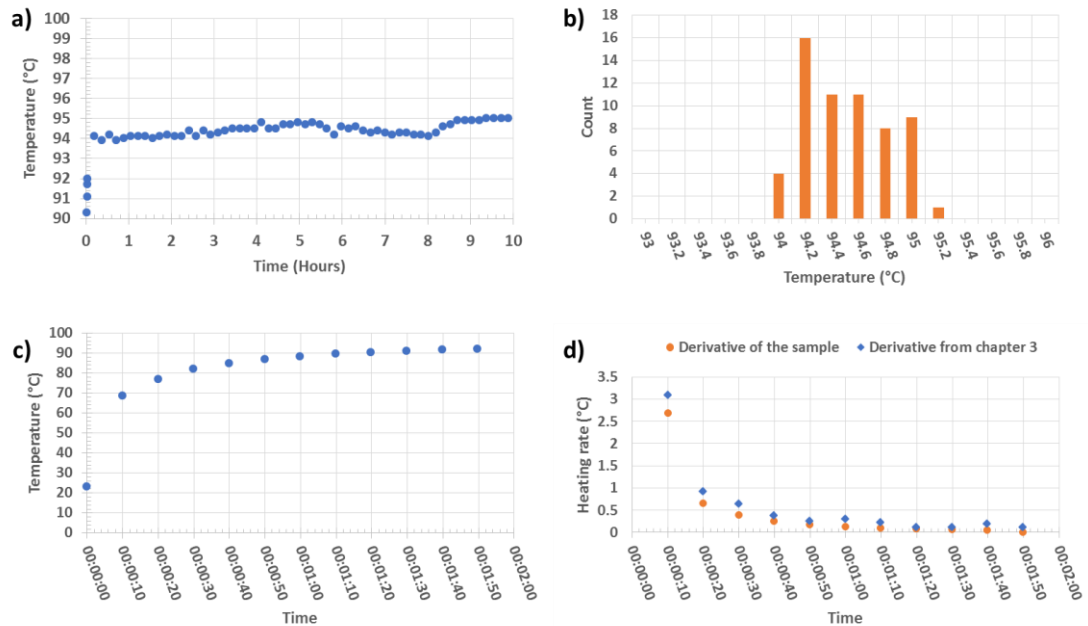 a)
100
99
98
97
96
95
94
93
92
91
90
Temperature (°C)
0 1 2 3 4 5 6 7 8 9 10
Time (Hours)
b)
18
16
14
12
10
8
6
4
2
0
Count
93 93.2 93.4 93.6 93.8 94 94.2 94.4 94.6 94.8 95 95.2 95.4 95.6 95.8 96
Temperature (°C)
c)
100
90
80
70
60
50
40
30
20
10
0
Temperature (°C)
00:00:00 00:00:10 00:00:20 00:00:30 00:00:40 00:00:50 00:01:00 00:01:10 00:01:20 00:01:30 00:01:40 00:01:50 00:02:00
Time
d)
Derivative of the sample Derivative from chapter 3
3.5
3
2.5
2
1.5
1
0.5
0
Heating rate (°C)
00:00:00 00:00:10 00:00:20 00:00:30 00:00:40 00:00:50 00:01:00 00:01:10 00:01:20 00:01:30 00:01:40 00:01:50 00:02:00
Time